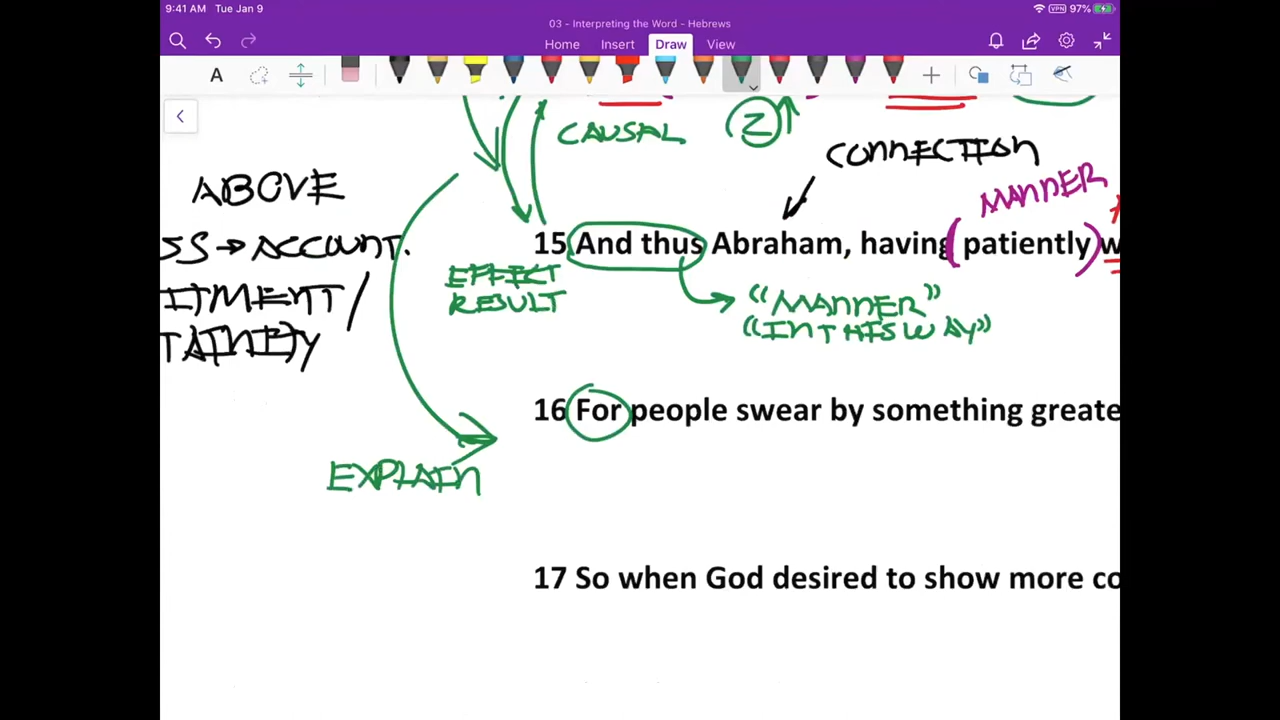 9:41 AM Tue Jan 9
VPN 97%
03 - Interpreting the Word - Hebrews
Home Insert Draw View
A
CAUSAL
2
CONNECTION
ABOVE
MANNER
15 And thus Abraham, having (patiently) w
SS → ACCOUNT.
EFFECT
RESULT
ITMENT/
"MANNER"
"IN THIS WAY"
16 For people swear by something greate
EXPLAIN
17 So when God desired to show more co